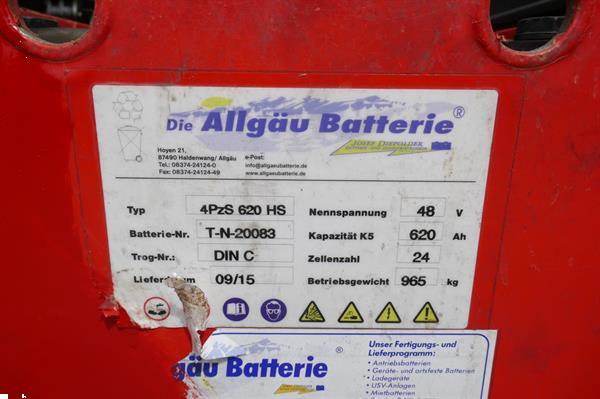 Die Allgäu Batterie®
JOSEF DIEPOLDER
Hoyen 21,
87490 Haldenwang/ Allgäu
Tel.: 08374-24124-0
Fax: 08374-24124-49
e-Post:
info@allgaeubatterie.de
www.allgaeubatterie.de
Typ 4PzS 620 HS Nennspannung 48 V
Batterie-Nr. T-N-20083 Kapazität K5 620 Ah
Trog-Nr.: DIN C Zellenzahl 24
Lieferd um 09/15 Betriebsgewicht 965 kg
gäu Batterie®
Unser Fertigungs- und
Lieferprogramm:
• Antriebsbatterien
• Geräte- und ortsfeste Batterien
• Ladegeräte
• USV-Anlagen
• Mietbatterien